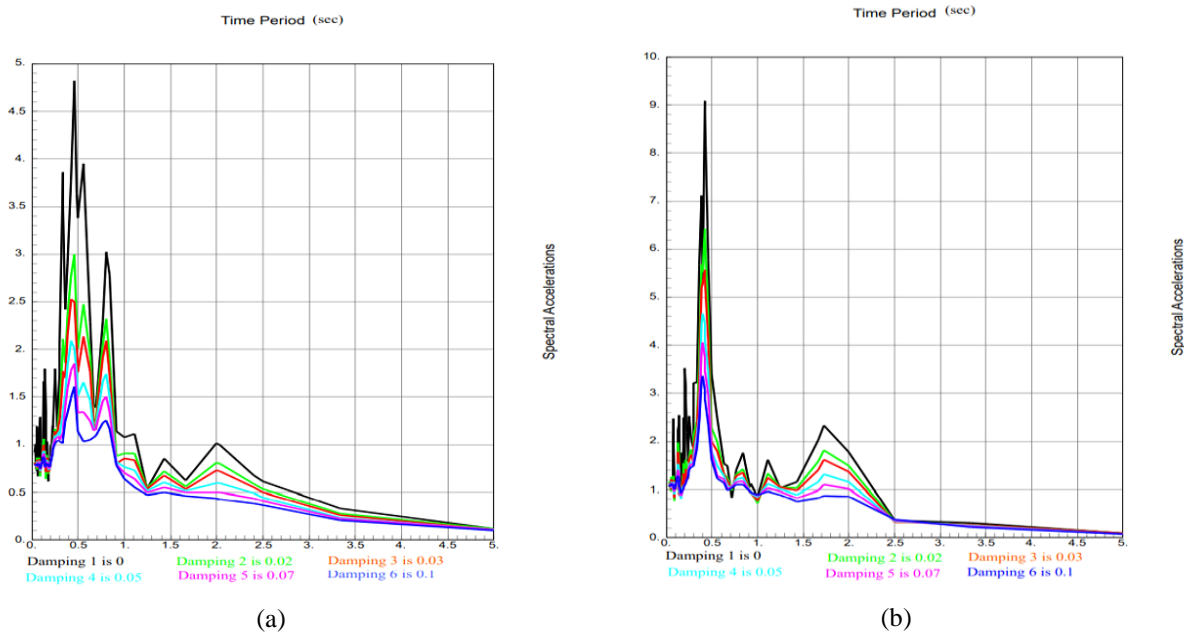 Time Period (sec)
5.
4.5
4.
3.5
3.
2.5
2.
1.5
1.
0.5
0.
0. 0.5 1. 1.5 2. 2.5 3. 3.5 4. 4.5 5.
Spectral Accelerations
Damping 1 is 0 Damping 2 is 0.02 Damping 3 is 0.03
Damping 4 is 0.05 Damping 5 is 0.07 Damping 6 is 0.1
(a)
Time Period (sec)
10.
9.
8.
7.
6.
5.
4.
3.
2.
1.
0.
0. 0.5 1. 1.5 2. 2.5 3. 3.5 4. 4.5 5.
Spectral Accelerations
Damping 1 is 0 Damping 2 is 0.02 Damping 3 is 0.03
Damping 4 is 0.05 Damping 5 is 0.07 Damping 6 is 0.1
(b)